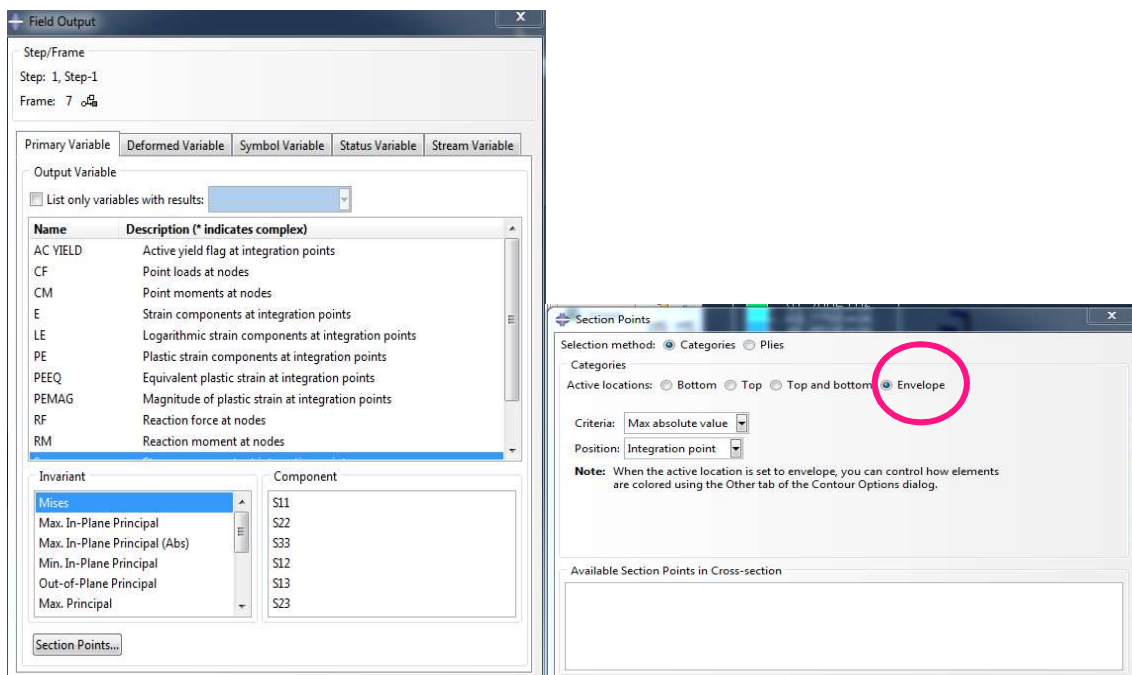 Field Output
x
Step/Frame
Step: 1, Step-1
Frame: 7
Primary Variable Deformed Variable Symbol Variable Status Variable Stream Variable
Output Variable
List only variables with results:
Name Description (* indicates complex)
AC YIELD Active yield flag at integration points
CF Point loads at nodes
CM Point moments at nodes
E Strain components at integration points
LE Logarithmic strain components at integration points
PE Plastic strain components at integration points
PEEQ Equivalent plastic strain at integration points
PEMAG Magnitude of plastic strain at integration points
RF Reaction force at nodes
RM Reaction moment at nodes
Invariant
Mises
Max. In-Plane Principal
Max. In-Plane Principal (Abs)
Min. In-Plane Principal
Out-of-Plane Principal
Max. Principal
Component
S11
S22
S33
S12
S13
S23
Section Points...
Section Points
x
Selection method: Categories Plies
Categories
Active locations: Bottom Top Top and bottom Envelope
Criteria: Max absolute value
Position: Integration point
Note: When the active location is set to envelope, you can control how elements
are colored using the Other tab of the Contour Options dialog.
Available Section Points in Cross-section